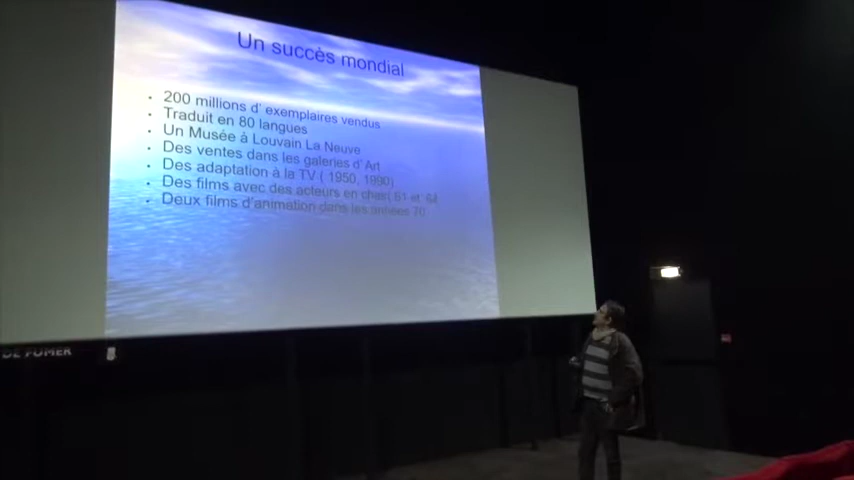 Un succès mondial
• 200 millions d' exemplaires vendus
• Traduit en 80 langues
• Un Musée à Louvain La Neuve
• Des ventes dans les galeries d' Art
• Des adaptation à la TV ( 1950, 1990)
• Des films avec des acteurs en chair 61 et 64
• Deux films d'animation dans les années 70
DE FUMER